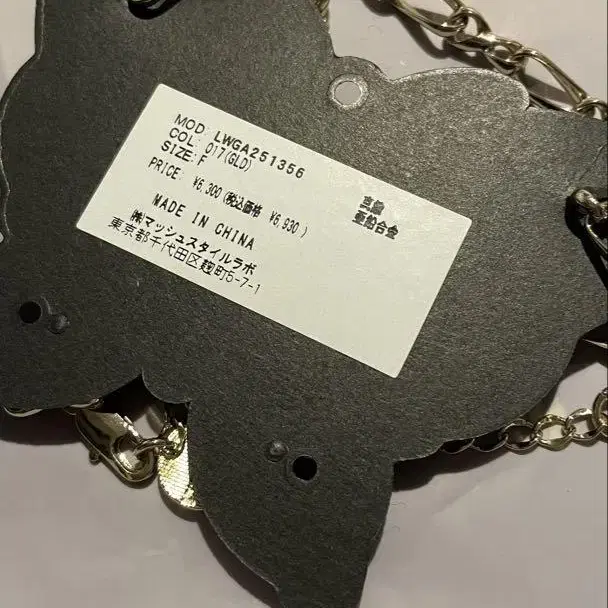 MOD: LWGA251356
COL: 017(GLD)
SIZE:F
PRICE: ¥6,300 (税込価格 ¥6,930 )
MADE IN CHINA
㈱マッシュスタイルラボ
東京都千代田区麹町5-7-1
亜鉛合金